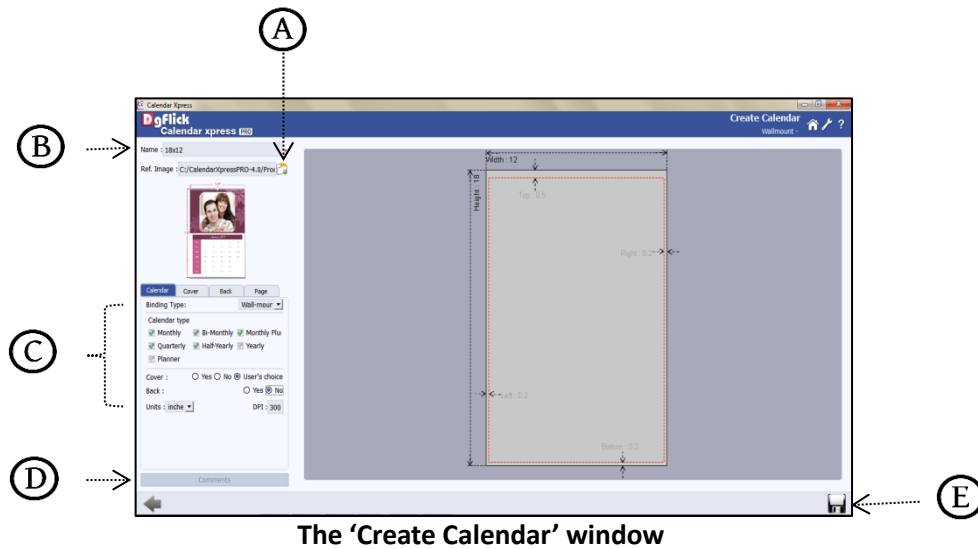 A
Calendar Xpress
DgFlick
Calendar xpress PRO
Create Calendar
Wallmount -
?
B
Name : 18x12
Ref. Image : C:/CalendarXpressPRO-4.0/Proc
Width : 12
Height : 18
Top : 0.5
Right : 0.2
Left : 0.2
Bottom : 0.2
Calendar Cover Back Page
Binding Type: Wall-mour
Calendar type
Monthly Bi-Monthly Monthly Plu
C
Quarterly Half-Yearly Yearly
Planner
Cover : Yes No User's choice
Back : Yes No
Units : inche DPI : 300
D
Comments
E
The ‘Create Calendar’ window